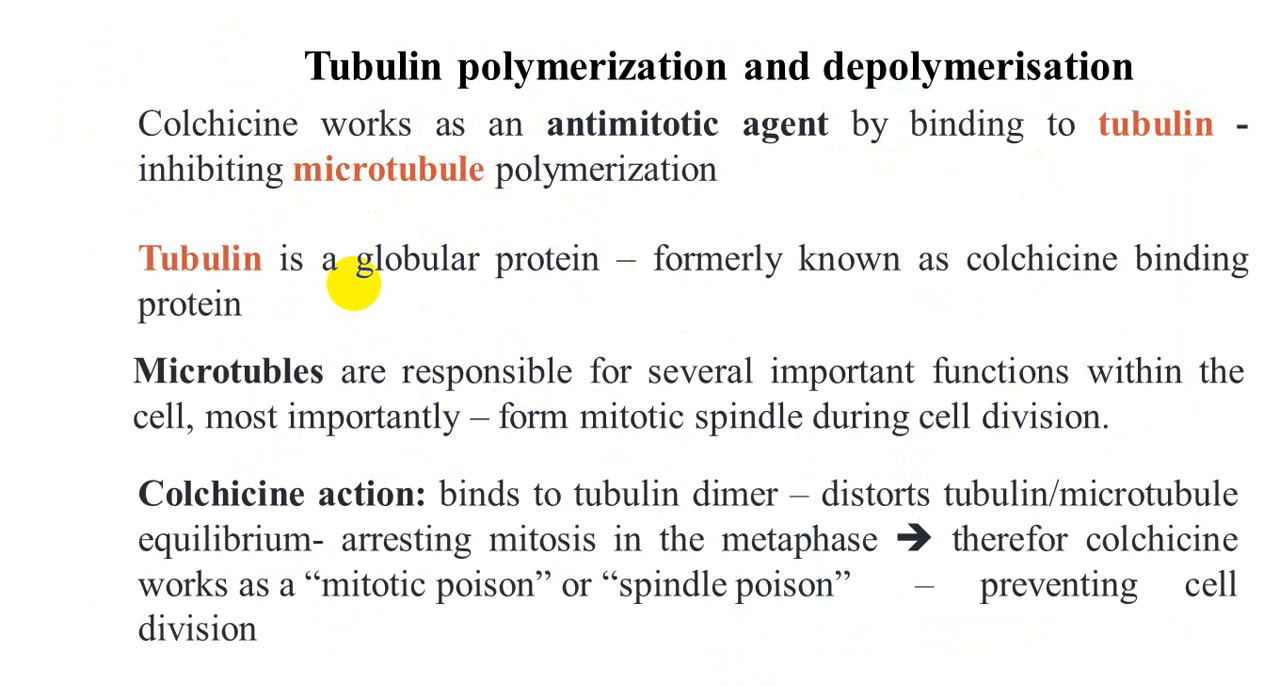 Tubulin polymerization and depolymerisation
Colchicine works as an antimitotic agent by binding to tubulin -
inhibiting microtubule polymerization
Tubulin is a globular protein – formerly known as colchicine binding
protein
Microtubles are responsible for several important functions within the
cell, most importantly – form mitotic spindle during cell division.
Colchicine action: binds to tubulin dimer – distorts tubulin/microtubule
equilibrium- arresting mitosis in the metaphase ➔ therefor colchicine
works as a “mitotic poison” or “spindle poison” – preventing cell
division